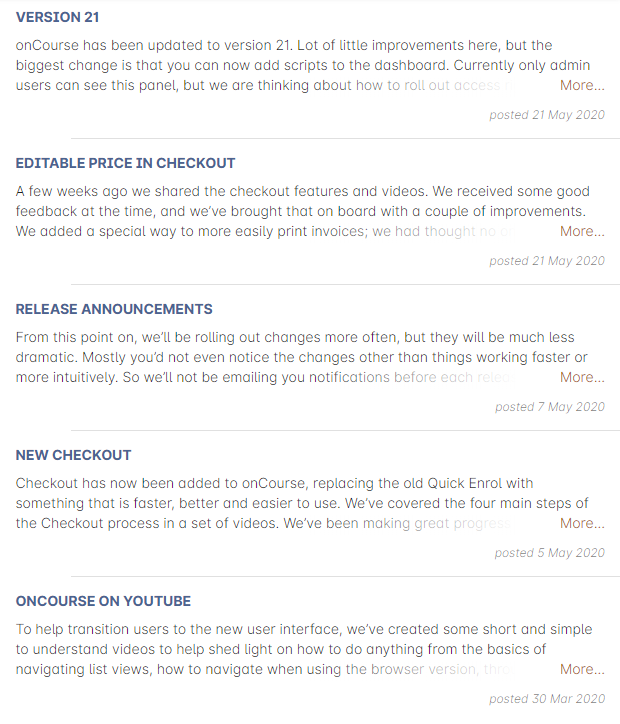 VERSION 21
onCourse has been updated to version 21. Lot of little improvements here, but the
biggest change is that you can now add scripts to the dashboard. Currently only admin
users can see this panel, but we are thinking about how to roll out access More...
posted 21 May 2020
EDITABLE PRICE IN CHECKOUT
A few weeks ago we shared the checkout features and videos. We received some good
feedback at the time, and we've brought that on board with a couple of improvements.
We added a special way to more easily print invoices; we had thought no More...
posted 21 May 2020
RELEASE ANNOUNCEMENTS
From this point on, we'll be rolling out changes more often, but they will be much less
dramatic. Mostly you'd not even notice the changes other than things working faster or
more intuitively. So we'll not be emailing you notifications before each More...
posted 7 May 2020
NEW CHECKOUT
Checkout has now been added to onCourse, replacing the old Quick Enrol with
something that is faster, better and easier to use. We've covered the four main steps of
the Checkout process in a set of videos. We've been making great progress More...
posted 5 May 2020
ONCOURSE ON YOUTUBE
To help transition users to the new user interface, we've created some short and simple
to understand videos to help shed light on how to do anything from the basics of
navigating list views, how to navigate when using the browser version, More...
posted 30 Mar 2020